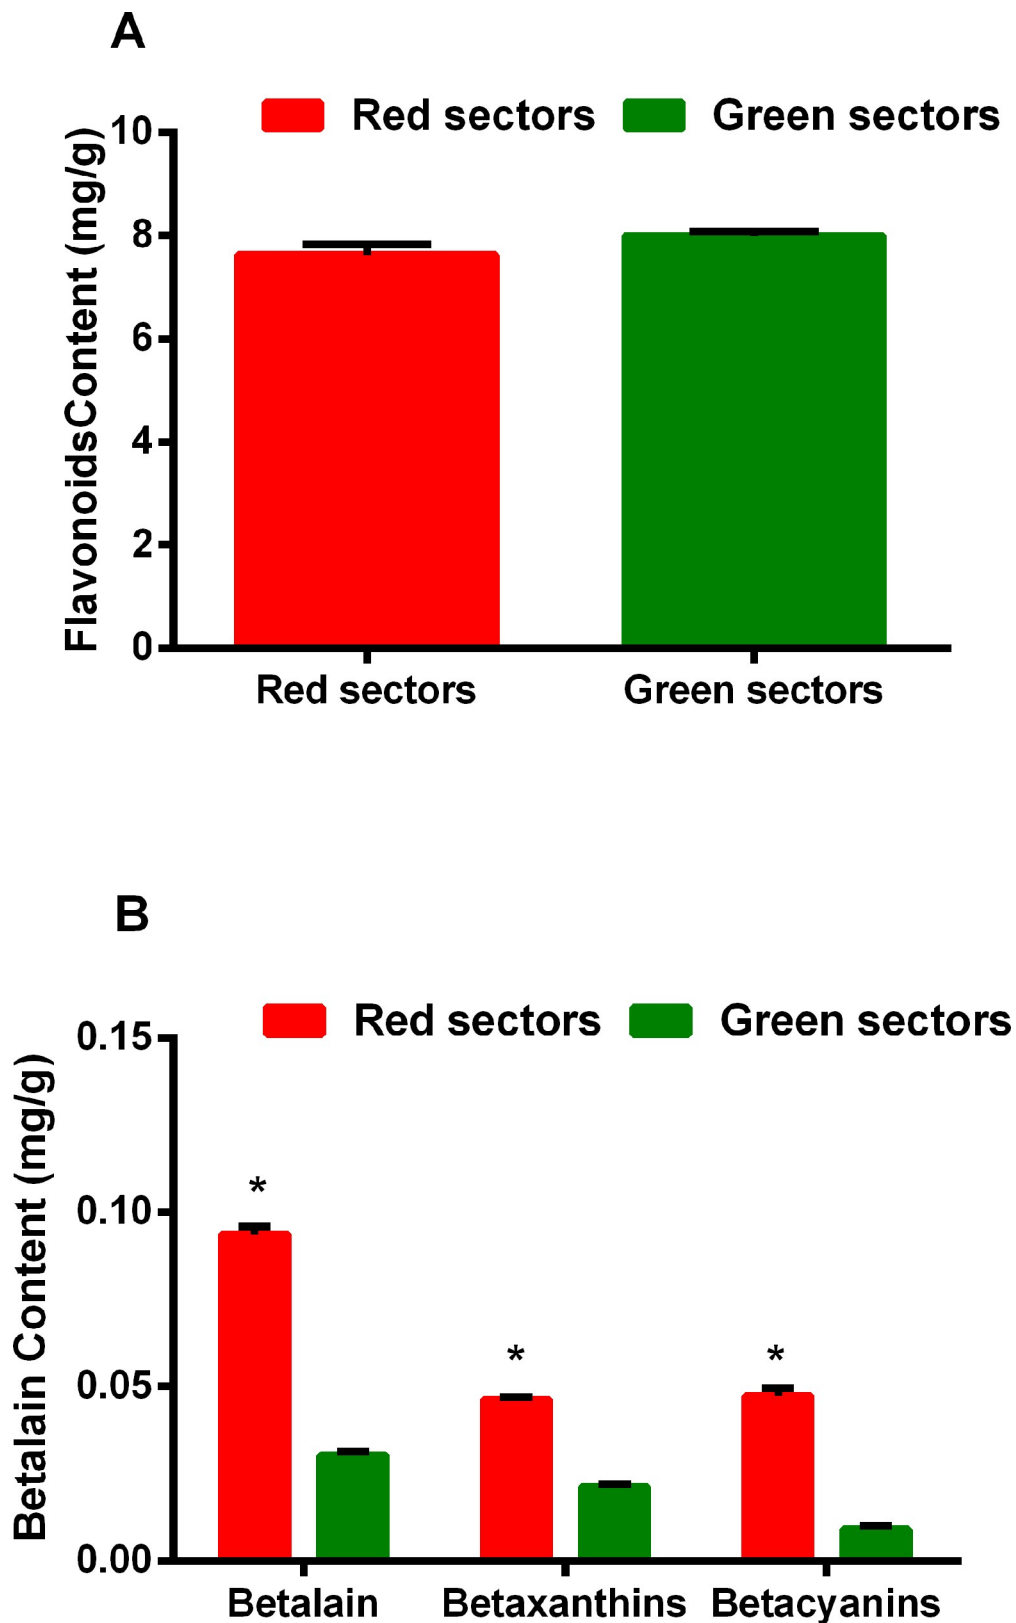 A
Red sectors Green sectors
FlavonoidsContent (mg/g)
10
8
6
4
2
0
Red sectors Green sectors
B
Red sectors Green sectors
Betalain Content (mg/g)
0.15
*
0.10
* *
0.05
0.00
Betalain Betaxanthins Betacyanins